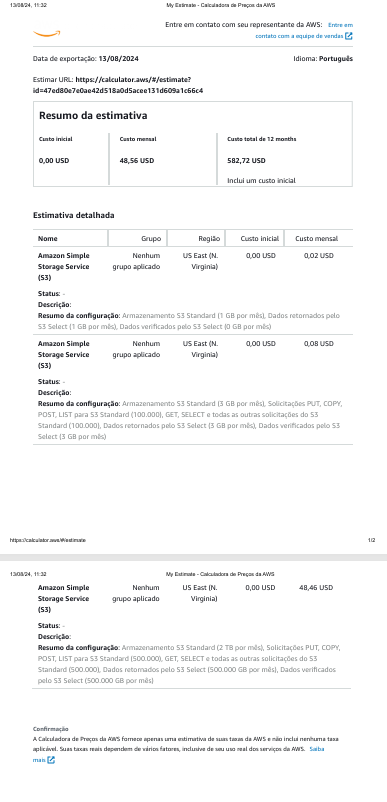 13/08/24, 11:32 My Estimate - Calculadora de Preços da AWS
Entre em contato com seu representante da AWS: Entre em
contato com a equipe de vendas
Data de exportação: 13/08/2024 Idioma: Português
Estimar URL: https://calculator.aws/#/estimate?
id=47ed80e7e0ae42d518a0d5acee131d609a1c66c4
Resumo da estimativa
Custo inicial Custo mensal Custo total de 12 months
0,00 USD 48,56 USD 582,72 USD
Inclui um custo inicial
Estimativa detalhada
Nome Grupo Região Custo inicial Custo mensal
Amazon Simple Nenhum US East (N. 0,00 USD 0,02 USD
Storage Service grupo aplicado Virginia)
(S3)
Status: -
Descrição:
Resumo da configuração: Armazenamento S3 Standard (1 GB por mês), Dados retornados pelo
S3 Select (1 GB por mês), Dados verificados pelo S3 Select (0 GB por mês)
Amazon Simple Nenhum US East (N. 0,00 USD 0,08 USD
Storage Service grupo aplicado Virginia)
(S3)
Status: -
Descrição:
Resumo da configuração: Armazenamento S3 Standard (3 GB por mês), Solicitações PUT, COPY,
POST, LIST para S3 Standard (100.000), GET, SELECT e todas as outras solicitações do S3
Standard (100.000), Dados retornados pelo S3 Select (3 GB por mês), Dados verificados pelo S3
Select (3 GB por mês)
https://calculator.aws/#/estimate 1/2
13/08/24, 11:32 My Estimate - Calculadora de Preços da AWS
Amazon Simple Nenhum US East (N. 0,00 USD 48,46 USD
Storage Service grupo aplicado Virginia)
(S3)
Status: -
Descrição:
Resumo da configuração: Armazenamento S3 Standard (2 TB por mês), Solicitações PUT, COPY,
POST, LIST para S3 Standard (500.000), GET, SELECT e todas as outras solicitações do S3
Standard (500.000), Dados retornados pelo S3 Select (500.000 GB por mês), Dados verificados
pelo S3 Select (500.000 GB por mês)
Confirmação
A Calculadora de Preços da AWS fornece apenas uma estimativa de suas taxas da AWS e não inclui nenhuma taxa
aplicável. Suas taxas reais dependem de vários fatores, inclusive de seu uso real dos serviços da AWS. Saiba
mais